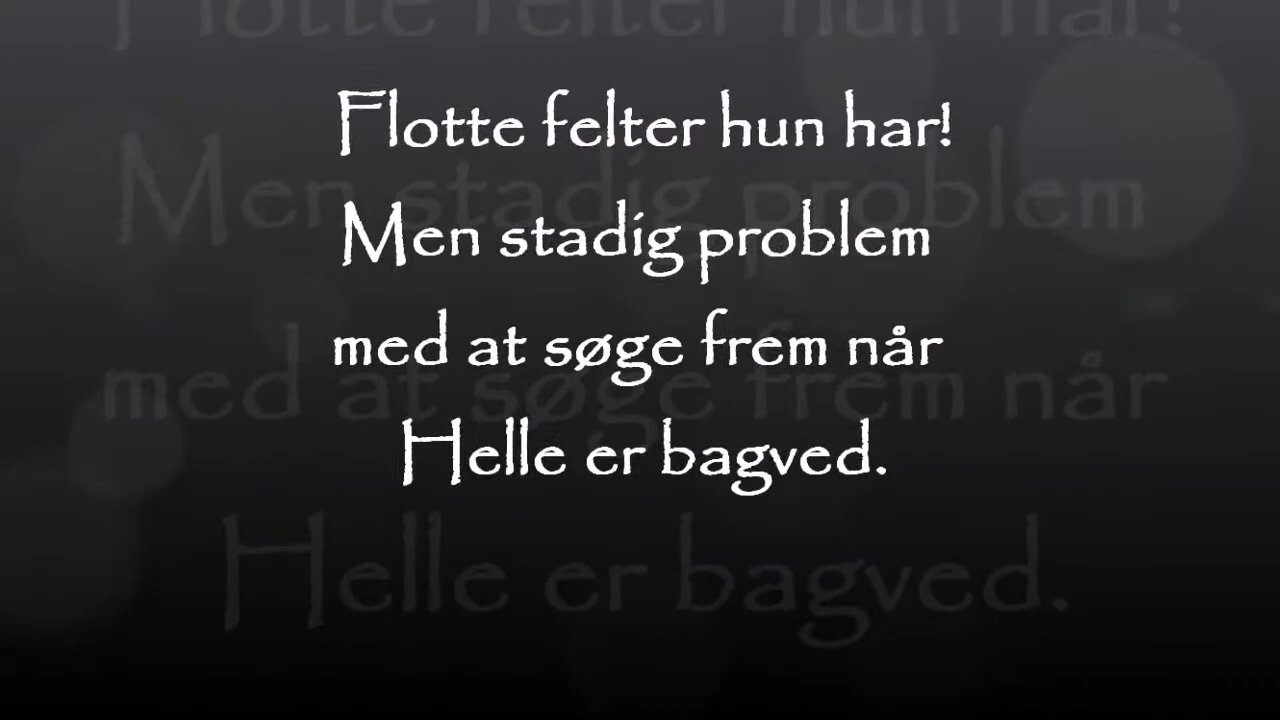 Flotte felter hun har!
Men stadig problem
med at søge frem når
Helle er bagved.